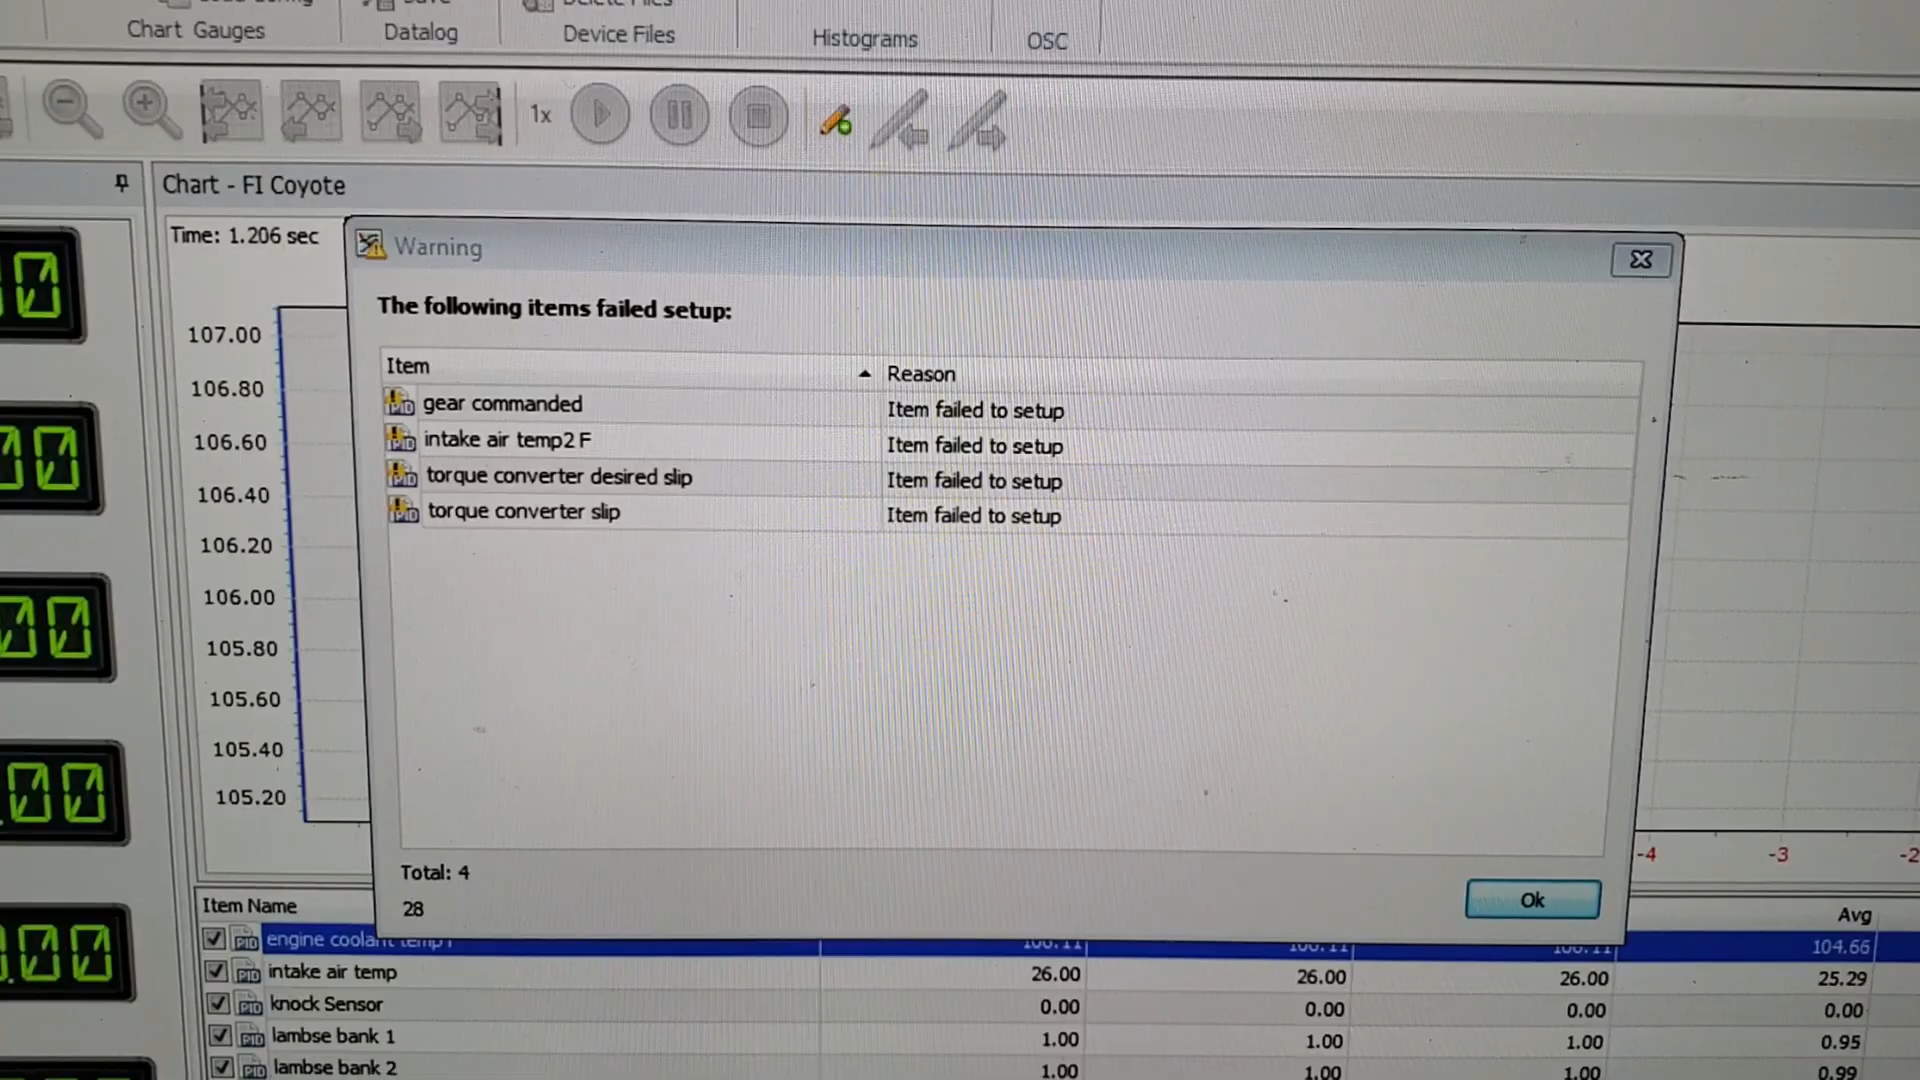 Chart Gauges
Datalog
Device Files
Histograms
OSC
1x
Chart - FI Coyote
Time: 1.206 sec
Warning
The following items failed setup:
Item Reason
gear commanded Item failed to setup
intake air temp2 F Item failed to setup
torque converter desired slip Item failed to setup
torque converter slip Item failed to setup
Total: 4
28
Ok
107.00
106.80
106.60
106.40
106.20
106.00
105.80
105.60
105.40
105.20
-4 -3 -2
Item Name Avg
engine coolant temp 104.66
intake air temp 26.00 26.00 26.00 25.29
knock Sensor 0.00 0.00 0.00 0.00
lambse bank 1 1.00 1.00 1.00 0.95
lambse bank 2 1.00 1.00 1.00 0.99